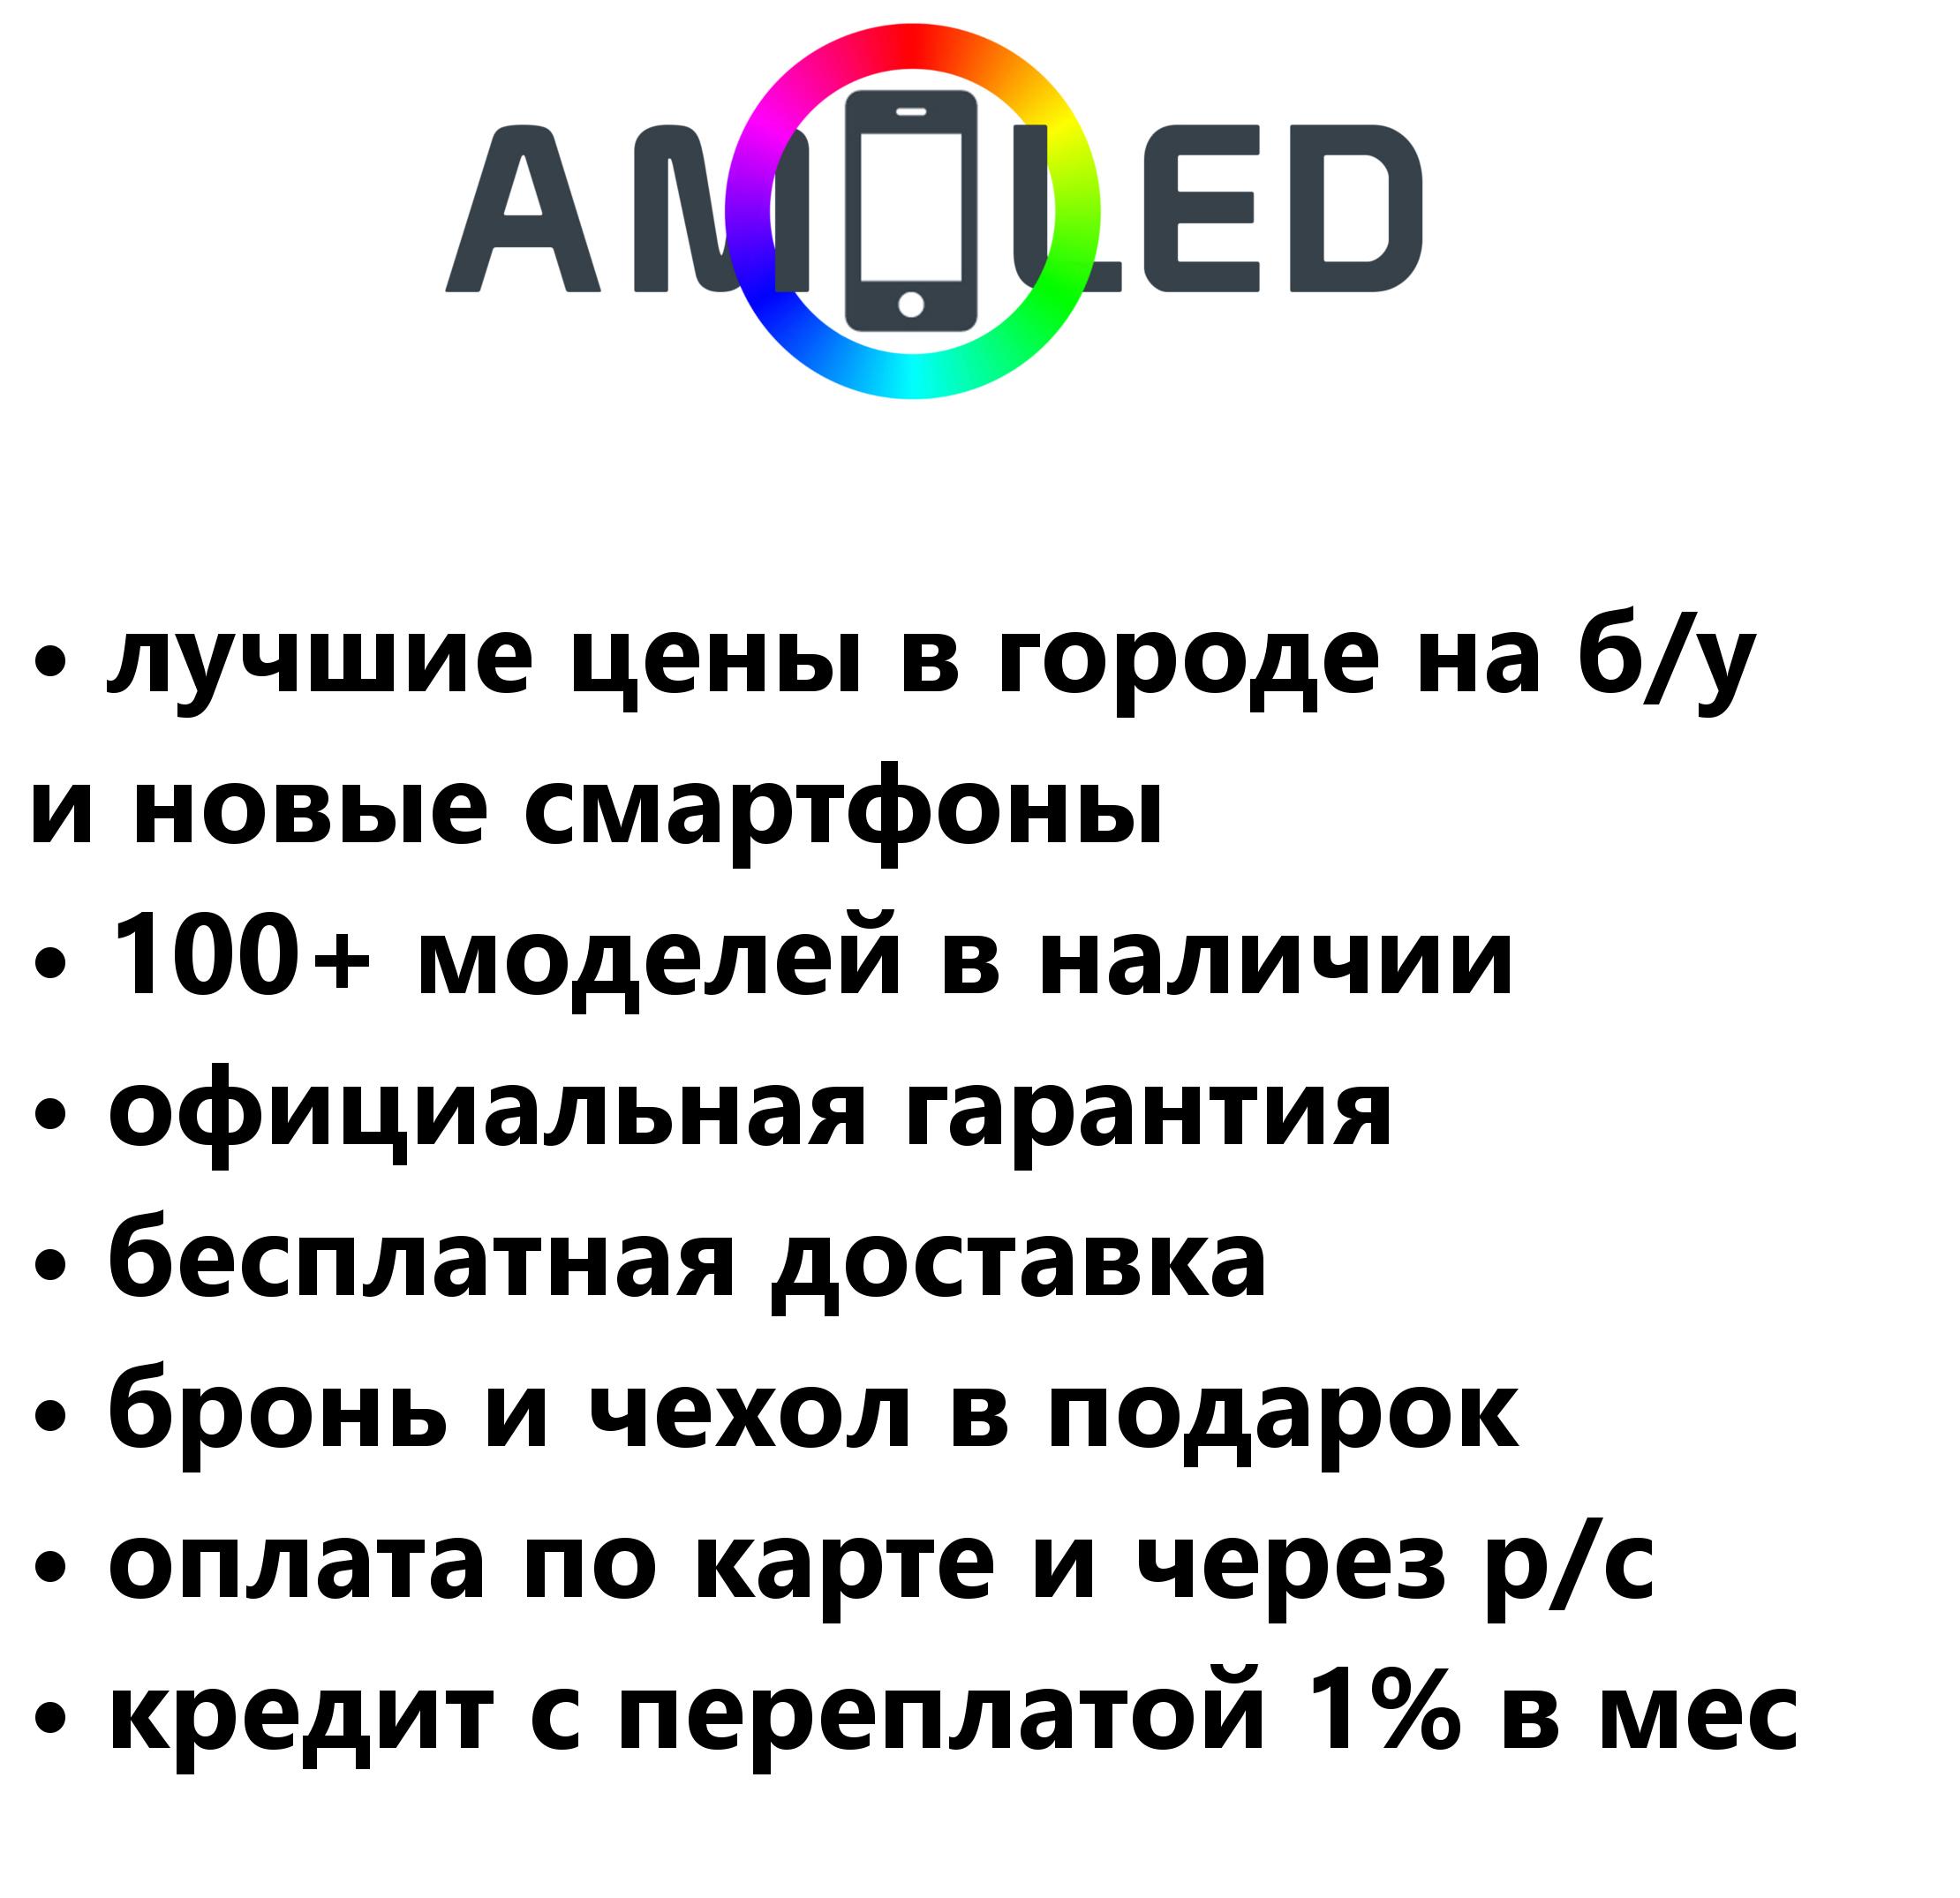 AMOLED
• лучшие цены в городе на б/у
и новые смартфоны
• 100+ моделей в наличии
• официальная гарантия
• бесплатная доставка
• бронь и чехол в подарок
• оплата по карте и через р/с
• кредит с переплатой 1% в мес